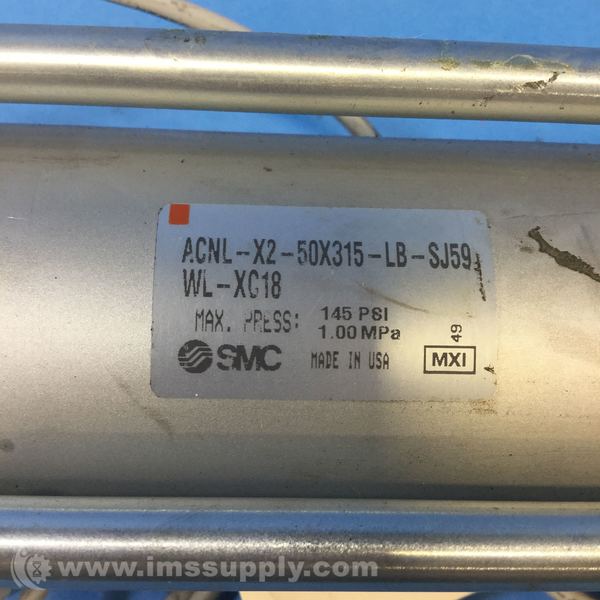 ACNL-X2-50X315-LB-SJ59
WL-XC18
MAX. PRESS: 145 PSI
1.00 MPa
SMC MADE IN USA MXI 49
www.imssupply.com